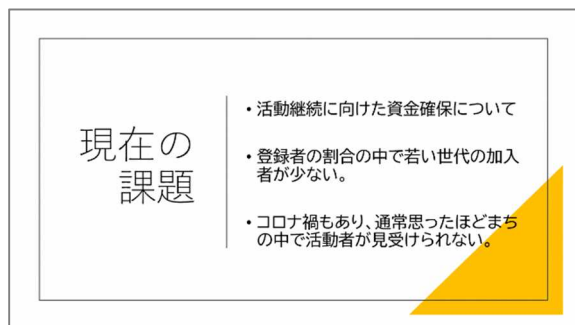 現在の
課題
• 活動継続に向けた資金確保について
• 登録者の割合の中で若い世代の加入
者が少ない。
• コロナ禍もあり、通常思ったほどまち
の中で活動者が見受けられない。